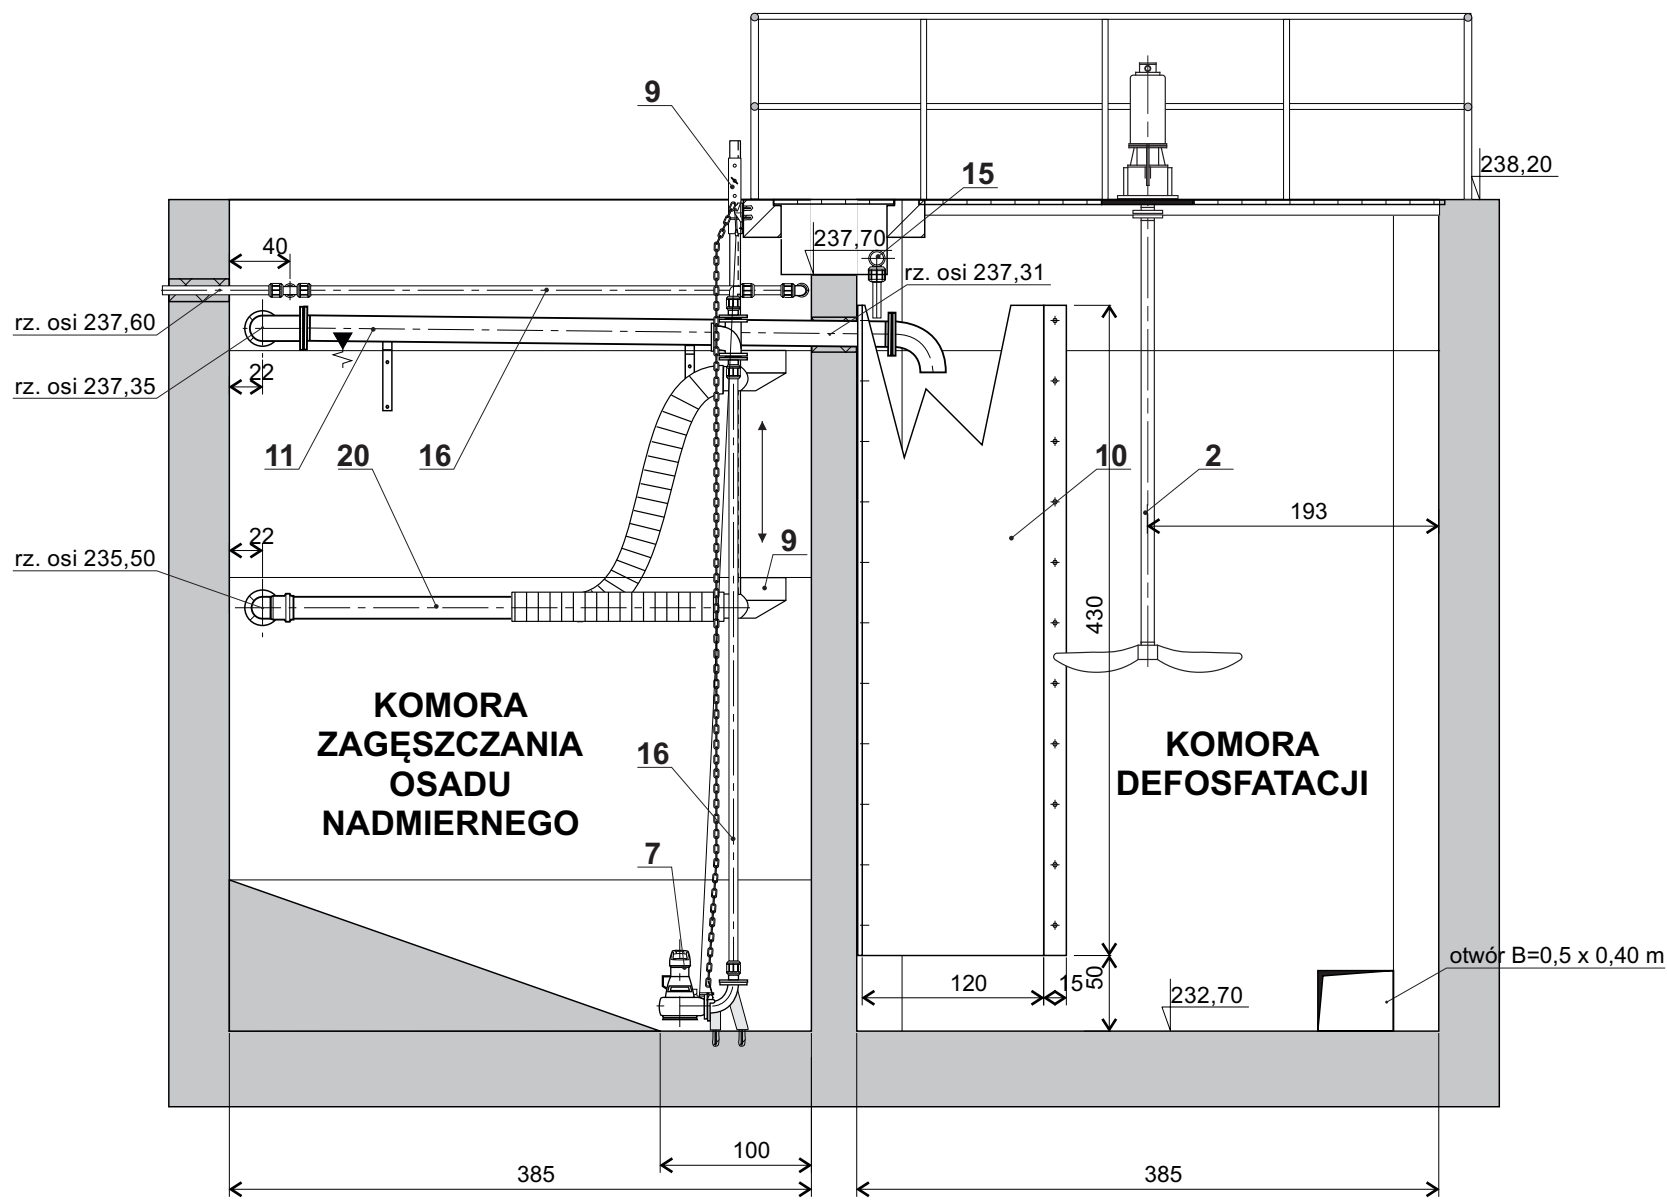 9
15
238,20
40
237,70
rz. osi 237,31
rz. osi 237,60
rz. osi 237,35
22
11
20
16
10
2
193
22
9
rz. osi 235,50
430
KOMORA
ZAGĘSZCZANIA
OSADU
NADMIERNEGO
16
KOMORA
DEFOSFATACJI
7
otwór B=0,5 x 0,40 m
120
15
50
232,70
100
385
385